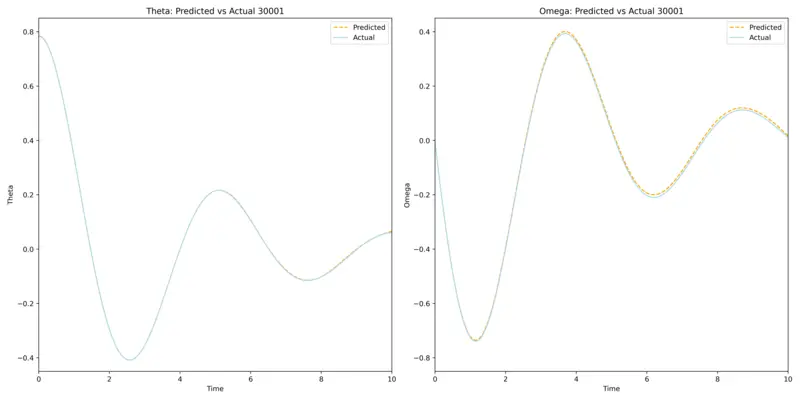 Theta: Predicted vs Actual 30001
Predicted
Actual
0.8
0.6
0.4
0.2
0.0
−0.2
−0.4
Theta
0
2
4
6
8
10
Time
Omega: Predicted vs Actual 30001
Predicted
Actual
0.4
0.2
0.0
−0.2
−0.4
−0.6
−0.8
Omega
0
2
4
6
8
10
Time